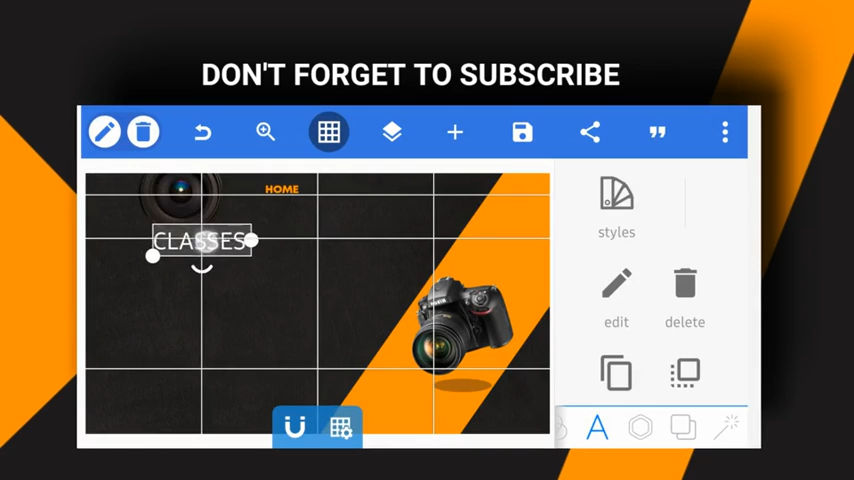 DON'T FORGET TO SUBSCRIBE
HOME
CLASSES
styles
edit
delete